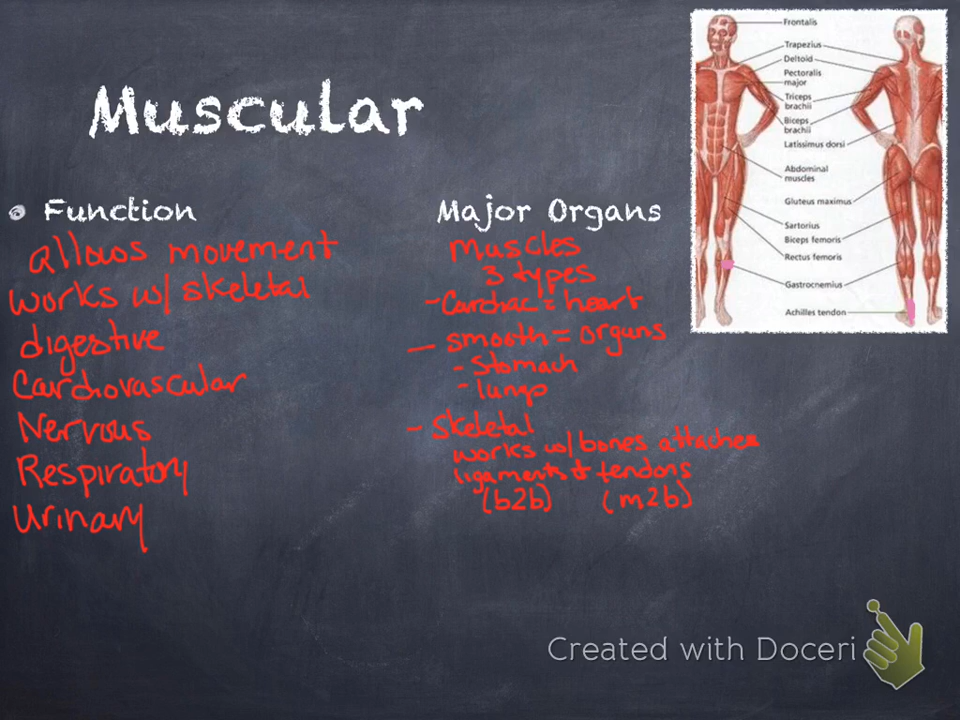 Muscular
Function
allows movement
works w/ skeletal
digestive
Cardiovascular
Nervous
Respiratory
Urinary
Major Organs
Muscles
3 types
- Cardiac = heart
- smooth = organs
- Stomach
- lungs
- Skeletal
works w/ bones attaches
ligaments & tendons
(b2b) (m2b)
Frontalis
Trapezius
Deltoid
Pectoralis
major
Triceps
brachii
Biceps
brachii
Latissimus dorsi
Abdominal
muscles
Gluteus maximus
Sartorius
Biceps femoris
Rectus femoris
Gastrocnemius
Achilles tendon
Created with Doceri